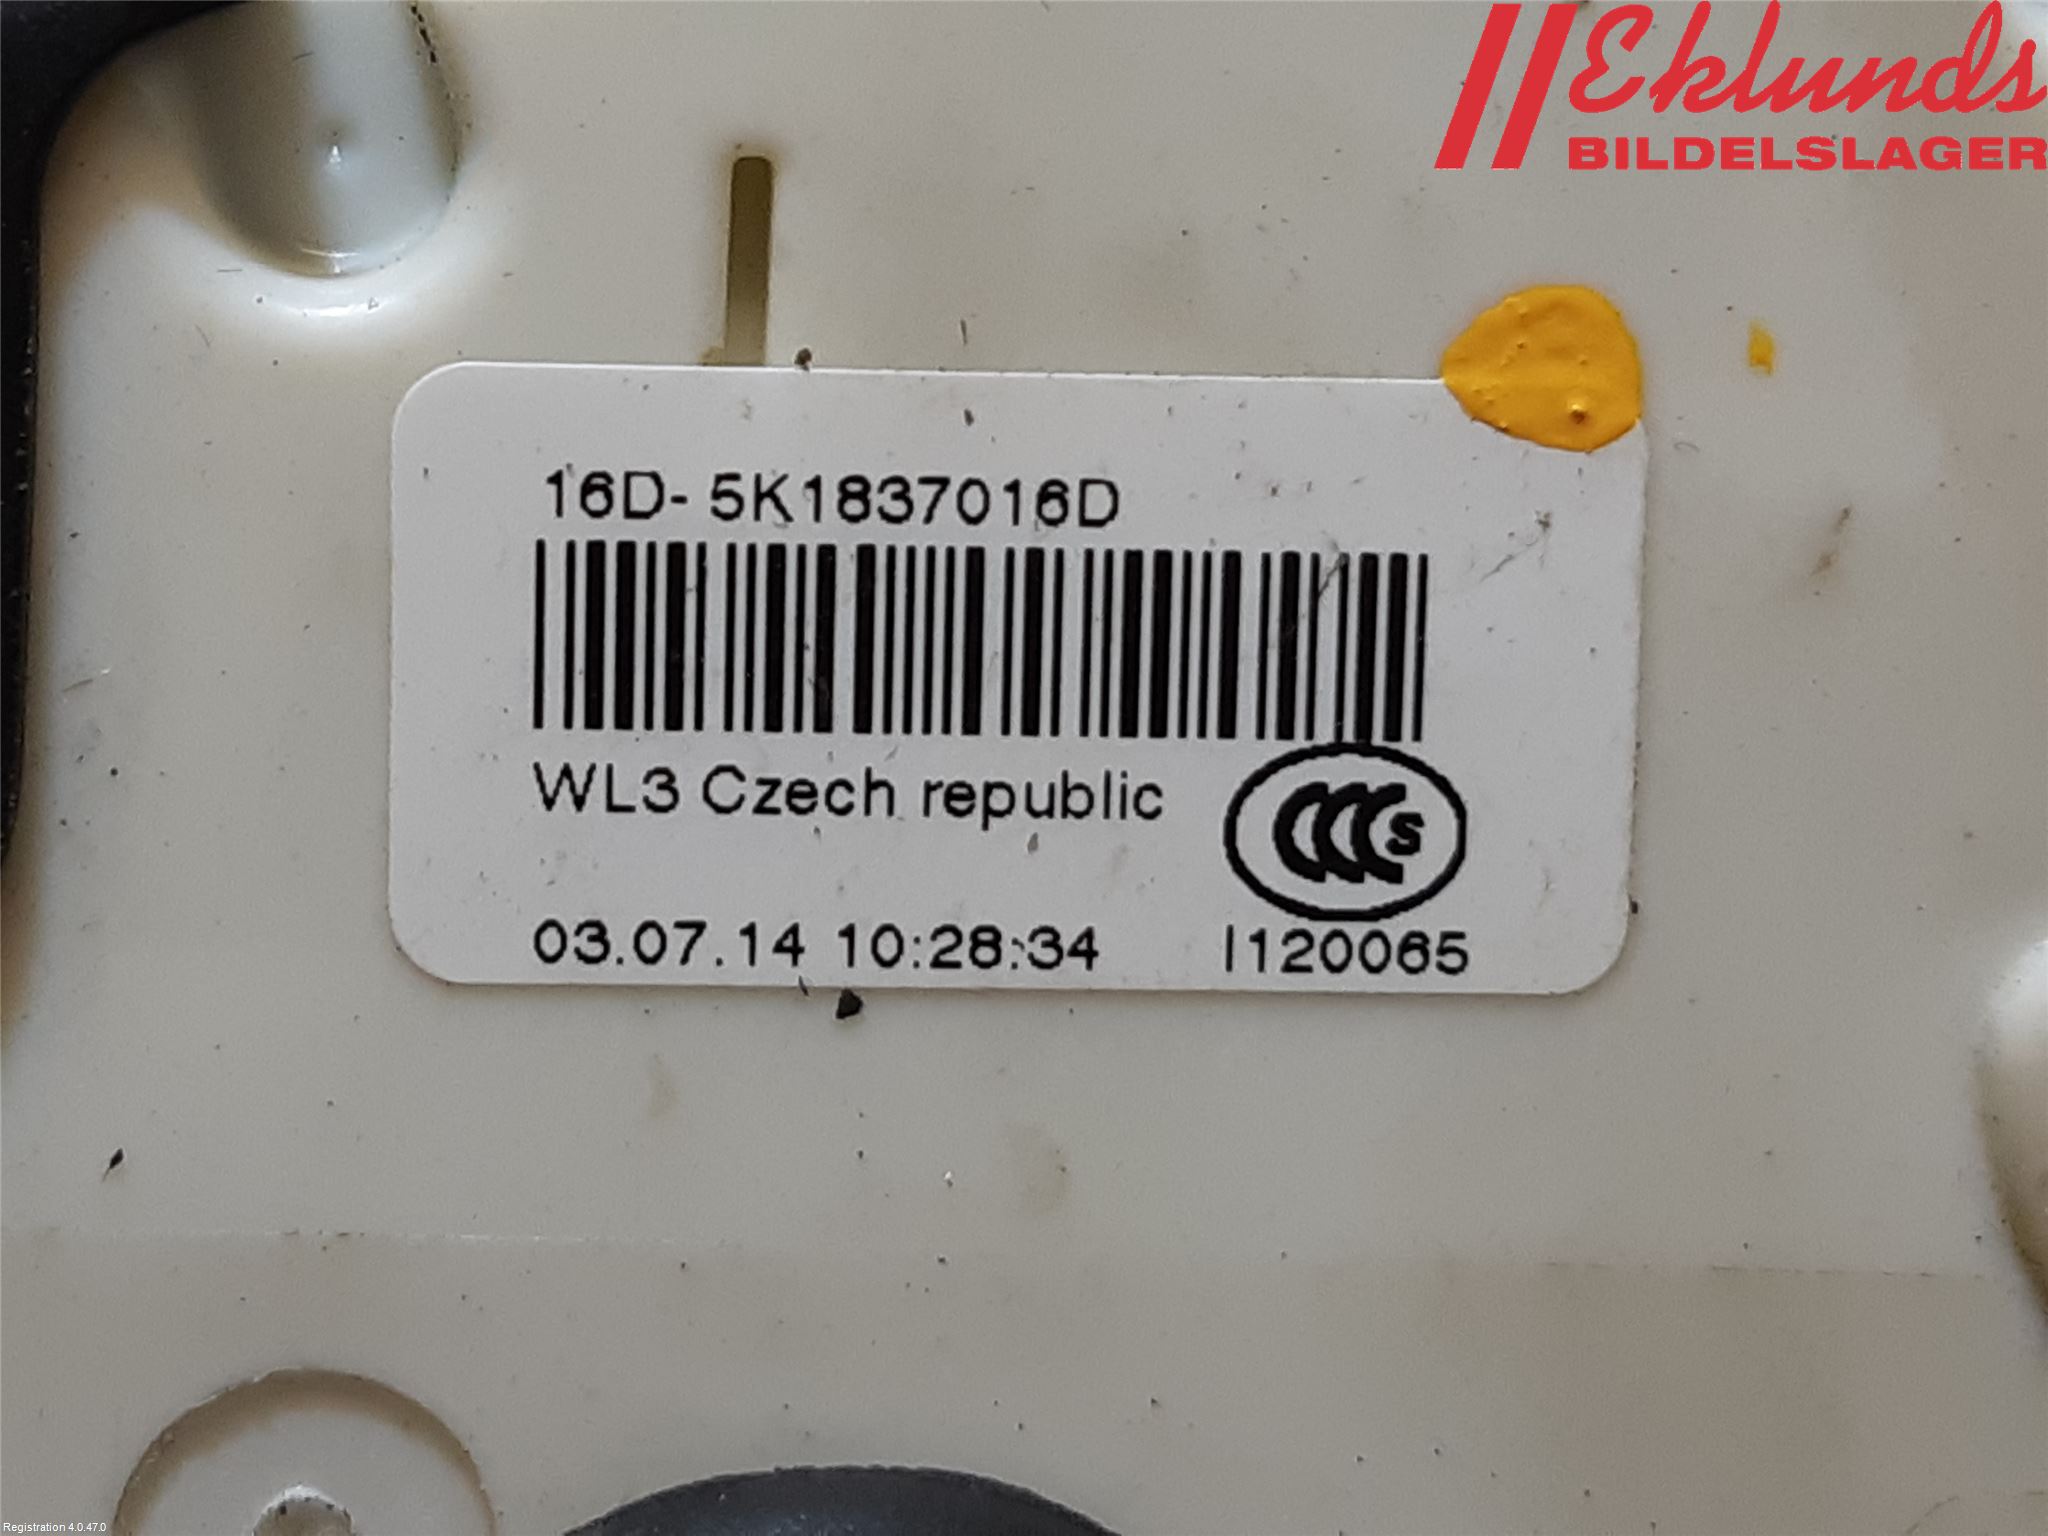 Eklunds
BILDELSLAGER
16D- 5K1837016D
WL3 Czech republic
CCC S
03.07.14 10:28:34 I120065
Registration 4.0.47.0